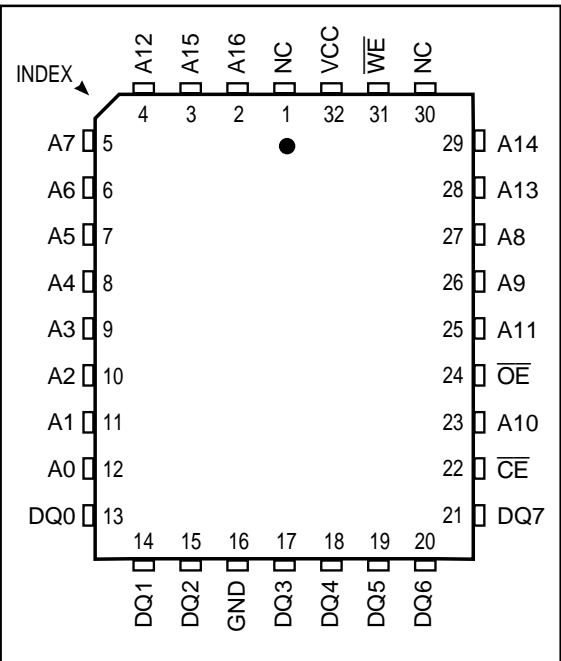 INDEX
A12 A15 A16 NC VCC W̅E̅ NC
4 3 2 1 32 31 30
A7 5 29 A14
A6 6 28 A13
A5 7 27 A8
A4 8 26 A9
A3 9 25 A11
A2 10 24 O̅E̅
A1 11 23 A10
A0 12 22 C̅E̅
DQ0 13 21 DQ7
14 15 16 17 18 19 20
DQ1 DQ2 GND DQ3 DQ4 DQ5 DQ6